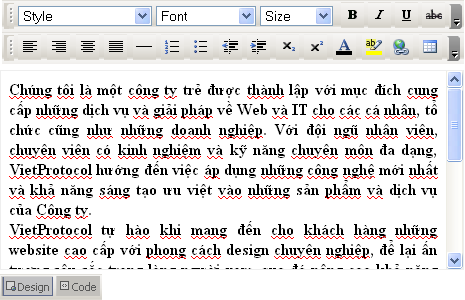 Style Font Size B I U abc
Chúng tôi là một công ty trẻ được thành lập với mục đích cung
cấp những dịch vụ và giải pháp về Web và IT cho các cá nhân, tổ
chức cũng như những doanh nghiệp. Với đội ngũ nhân viên,
chuyên viên có kinh nghiệm và kỹ năng chuyên môn đa dạng,
VietProtocol hướng đến việc áp dụng những công nghệ mới nhất
và khả năng sáng tạo ưu việt vào những sản phẩm và dịch vụ
của Công ty.
VietProtocol tự hào khi mang đến cho khách hàng những
website cao cấp với phong cách design chuyên nghiệp, để lại ấn
Design Code